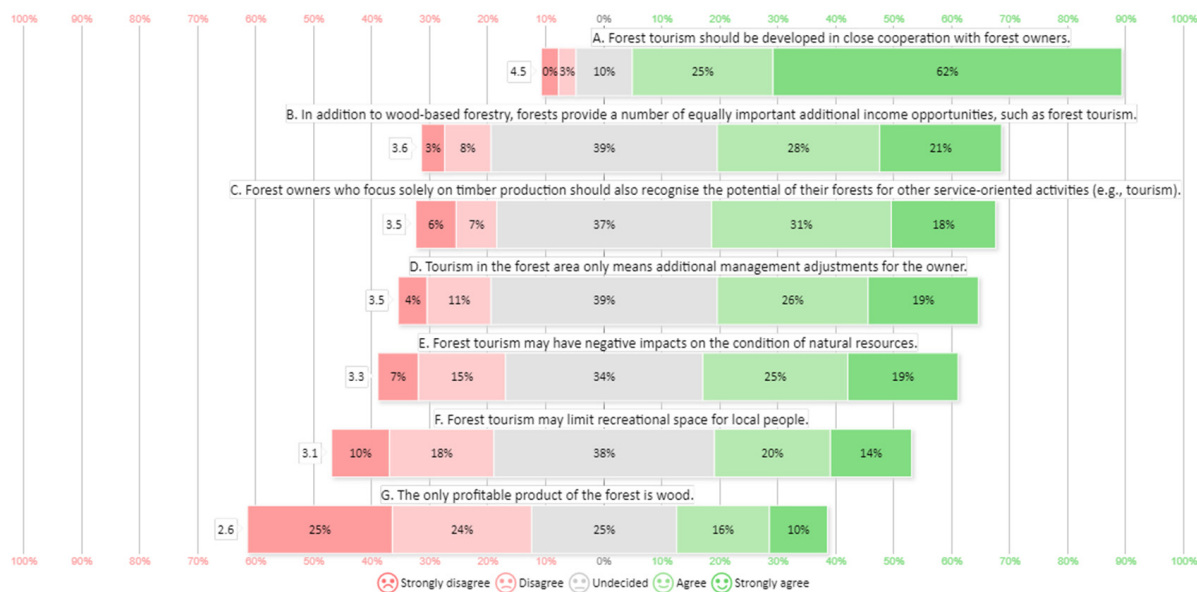 100% 90% 80% 70% 60% 50% 40% 30% 20% 10% 0% 10% 20% 30% 40% 50% 60% 70% 80% 90% 100%
A. Forest tourism should be developed in close cooperation with forest owners.
4.5 0% 3% 10% 25% 62%
B. In addition to wood-based forestry, forests provide a number of equally important additional income opportunities, such as forest tourism.
3.6 3% 8% 39% 28% 21%
C. Forest owners who focus solely on timber production should also recognise the potential of their forests for other service-oriented activities (e.g., tourism).
3.5 6% 7% 37% 31% 18%
D. Tourism in the forest area only means additional management adjustments for the owner.
3.5 4% 11% 39% 26% 19%
E. Forest tourism may have negative impacts on the condition of natural resources.
3.3 7% 15% 34% 25% 19%
F. Forest tourism may limit recreational space for local people.
3.1 10% 18% 38% 20% 14%
G. The only profitable product of the forest is wood.
2.6 25% 24% 25% 16% 10%
100% 90% 80% 70% 60% 50% 40% 30% 20% 10% 0% 10% 20% 30% 40% 50% 60% 70% 80% 90% 100%
Strongly disagree Disagree Undecided Agree Strongly agree